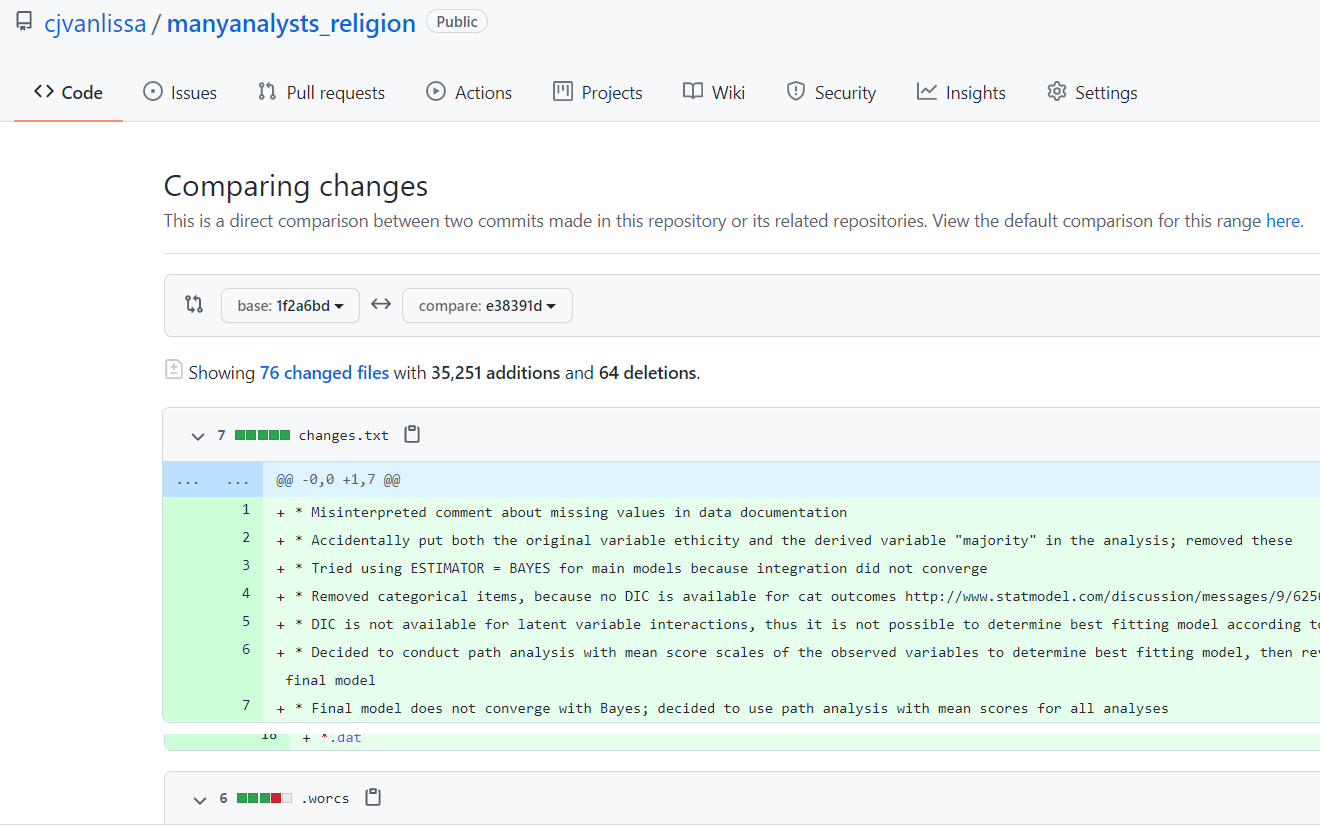 cjvanlissa / manyanalysts_religion Public
Code Issues Pull requests Actions Projects Wiki Security Insights Settings
Comparing changes
This is a direct comparison between two commits made in this repository or its related repositories. View the default comparison for this range here.
base: 1f2a6bd compare: e38391d
Showing 76 changed files with 35,251 additions and 64 deletions.
7 changes.txt
... ... @@ -0,0 +1,7 @@
1 + * Misinterpreted comment about missing values in data documentation
2 + * Accidentally put both the original variable ethicity and the derived variable "majority" in the analysis; removed these
3 + * Tried using ESTIMATOR = BAYES for main models because integration did not converge
4 + * Removed categorical items, because no DIC is available for cat outcomes http://www.statmodel.com/discussion/messages/9/6256
5 + * DIC is not available for latent variable interactions, thus it is not possible to determine best fitting model according to
6 + * Decided to conduct path analysis with mean score scales of the observed variables to determine best fitting model, then rev
final model
7 + * Final model does not converge with Bayes; decided to use path analysis with mean scores for all analyses
18 + *.dat
6 .worcs